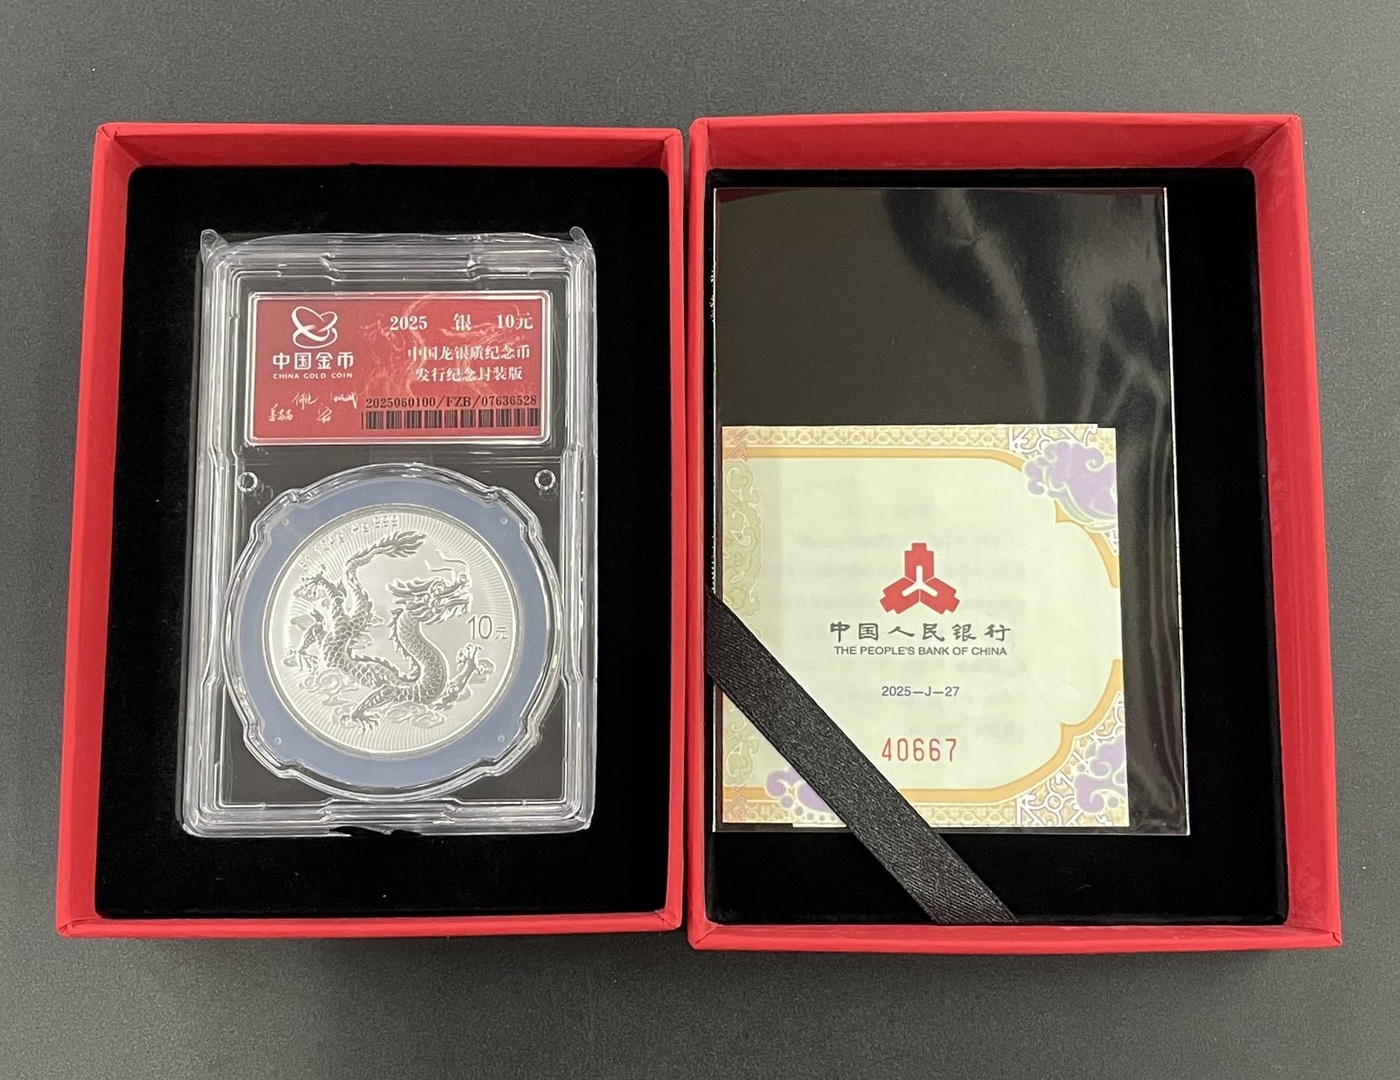 2025 银 10元
中国金币
CHINA GOLD COIN
中国龙银质纪念币
发行纪念封装版
2025060100/FZB/07636528
10元
中国人民银行
THE PEOPLE'S BANK OF CHINA
2025-J-27
40667